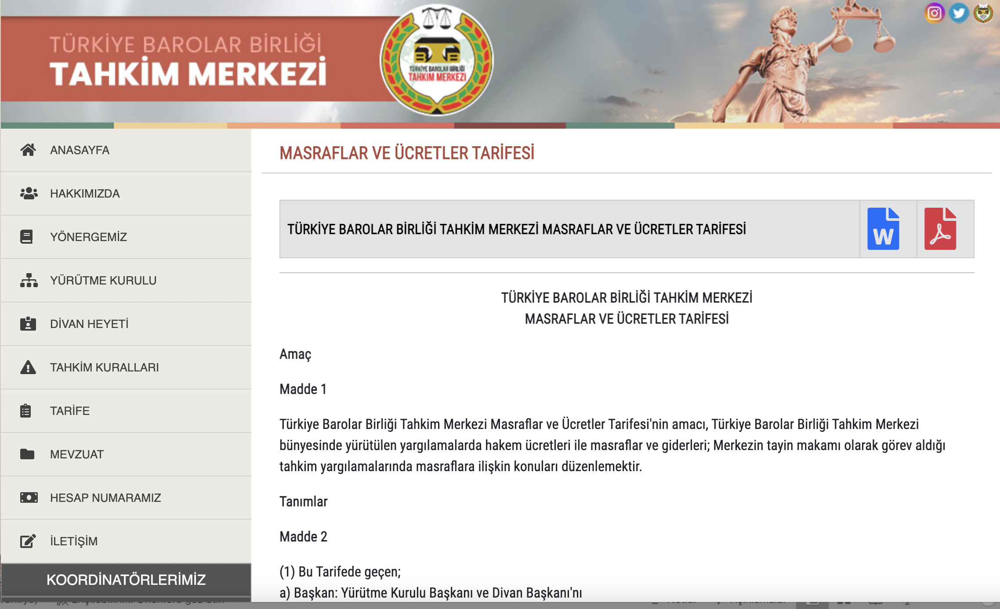 TÜRKİYE BAROLAR BİRLİĞİ
TAHKİM MERKEZİ
TÜRKİYE BAROLAR BİRLİĞİ
TAHKİM MERKEZİ
ANASAYFA
HAKKIMIZDA
YÖNERGEMİZ
YÜRÜTME KURULU
DİVAN HEYETİ
TAHKİM KURALLARI
TARİFE
MEVZUAT
HESAP NUMARAMIZ
İLETİŞİM
KOORDİNATÖRLERİMİZ
MASRAFLAR VE ÜCRETLER TARİFESİ
TÜRKİYE BAROLAR BİRLİĞİ TAHKİM MERKEZİ MASRAFLAR VE ÜCRETLER TARİFESİ
W
TÜRKİYE BAROLAR BİRLİĞİ TAHKİM MERKEZİ
MASRAFLAR VE ÜCRETLER TARİFESİ
Amaç
Madde 1
Türkiye Barolar Birliği Tahkim Merkezi Masraflar ve Ücretler Tarifesi'nin amacı, Türkiye Barolar Birliği Tahkim Merkezi
bünyesinde yürütülen yargılamalarda hakem ücretleri ile masraflar ve giderleri; Merkezin tayin makamı olarak görev aldığı
tahkim yargılamalarında masraflara ilişkin konuları düzenlemektir.
Tanımlar
Madde 2
(1) Bu Tarifede geçen;
a) Başkan: Yürütme Kurulu Başkanı ve Divan Başkanı'nı